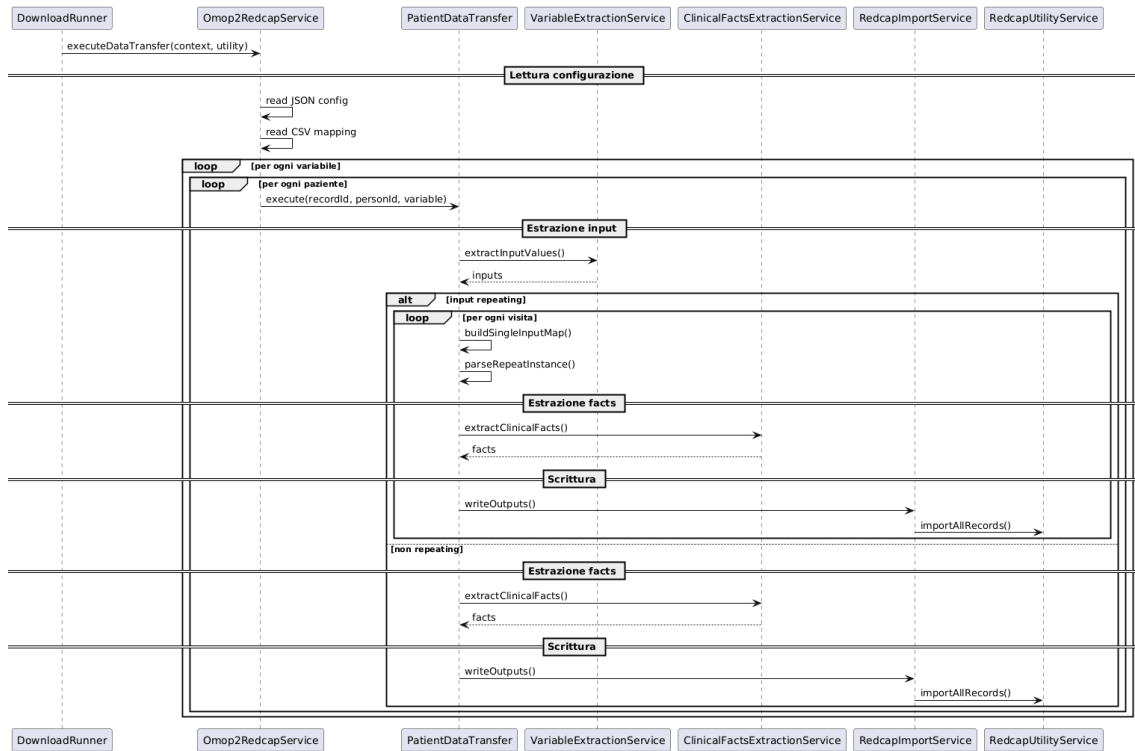 DownloadRunner Omop2RedcapService PatientDataTransfer VariableExtractionService ClinicalFactsExtractionService RedcapImportService RedcapUtilityService
executeDataTransfer(context, utility)
Lettura configurazione
read JSON config
read CSV mapping
loop [per ogni variabile]
loop [per ogni paziente]
execute(recordId, personId, variable)
Estrazione input
extractInputValues()
inputs
alt [input repeating]
loop [per ogni visita]
buildSingleInputMap()
parseRepeatInstance()
Estrazione facts
extractClinicalFacts()
facts
Scrittura
writeOutputs()
importAllRecords()
[non repeating]
Estrazione facts
extractClinicalFacts()
facts
Scrittura
writeOutputs()
importAllRecords()
DownloadRunner Omop2RedcapService PatientDataTransfer VariableExtractionService ClinicalFactsExtractionService RedcapImportService RedcapUtilityService